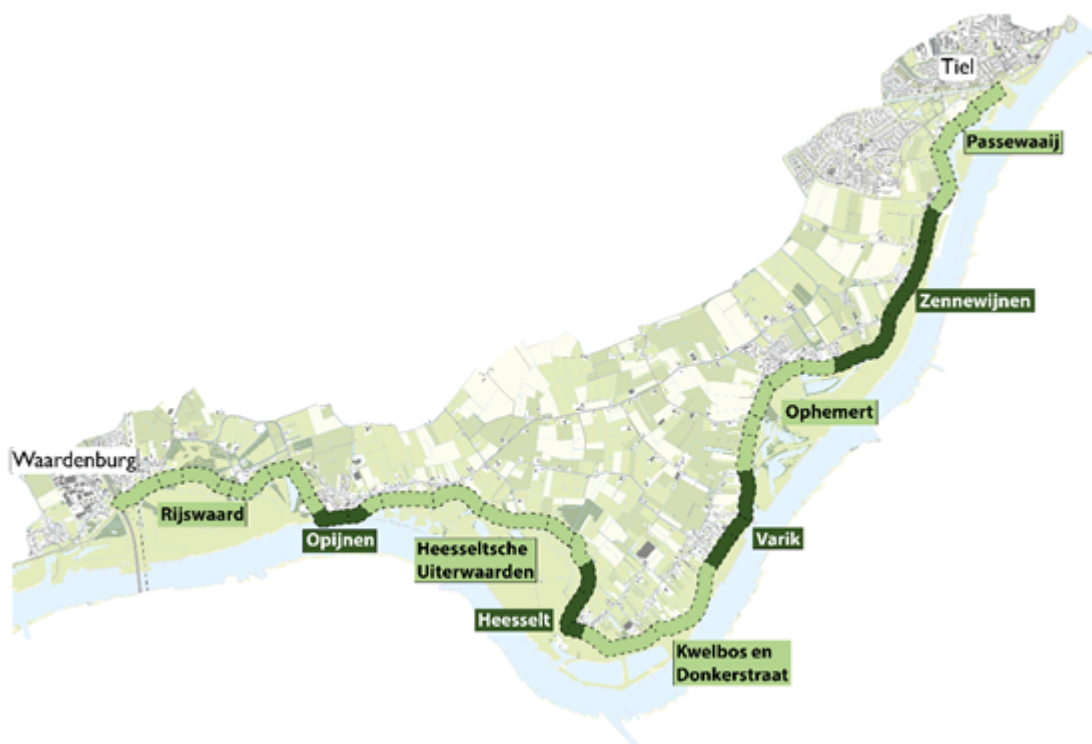 Tiel
Passewaaij
Zennewijnen
Ophemert
Waardenburg
Rijswaard
Opijnen
Varik
Heesseltsche
Uiterwaarden
Heesselt
Kwelbos en
Donkerstraat